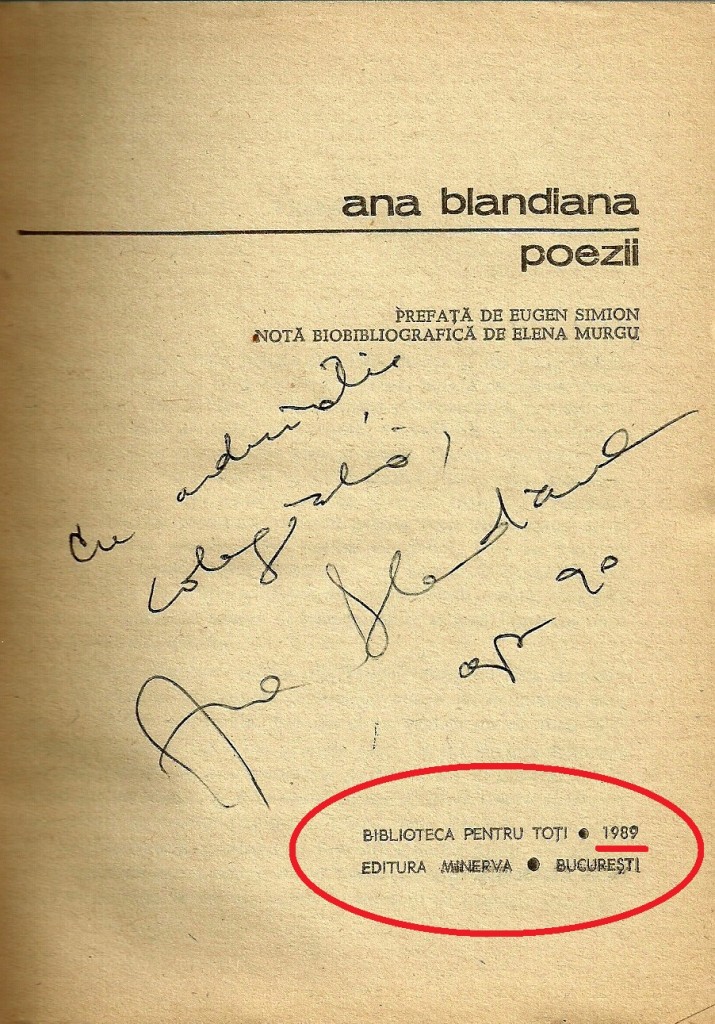 ana blandiana
poezii
PREFAȚĂ DE EUGEN SIMION
NOTĂ BIOBIBLIOGRAFICĂ DE ELENA MURGU
Cu
colegială!
Ana Blandiana
apr 90
BIBLIOTECA PENTRU TOȚI • 1989
EDITURA MINERVA • BUCUREȘTI